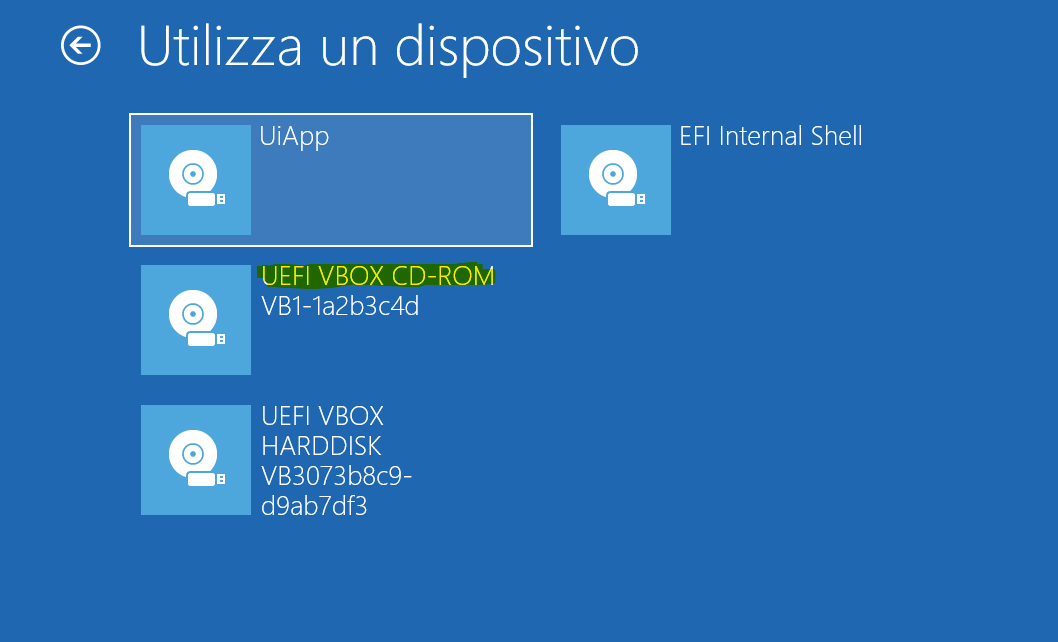 Utilizza un dispositivo
UiApp
EFI Internal Shell
UEFI VBOX CD-ROM
VB1-1a2b3c4d
UEFI VBOX
HARDDISK
VB3073b8c9-
d9ab7df3